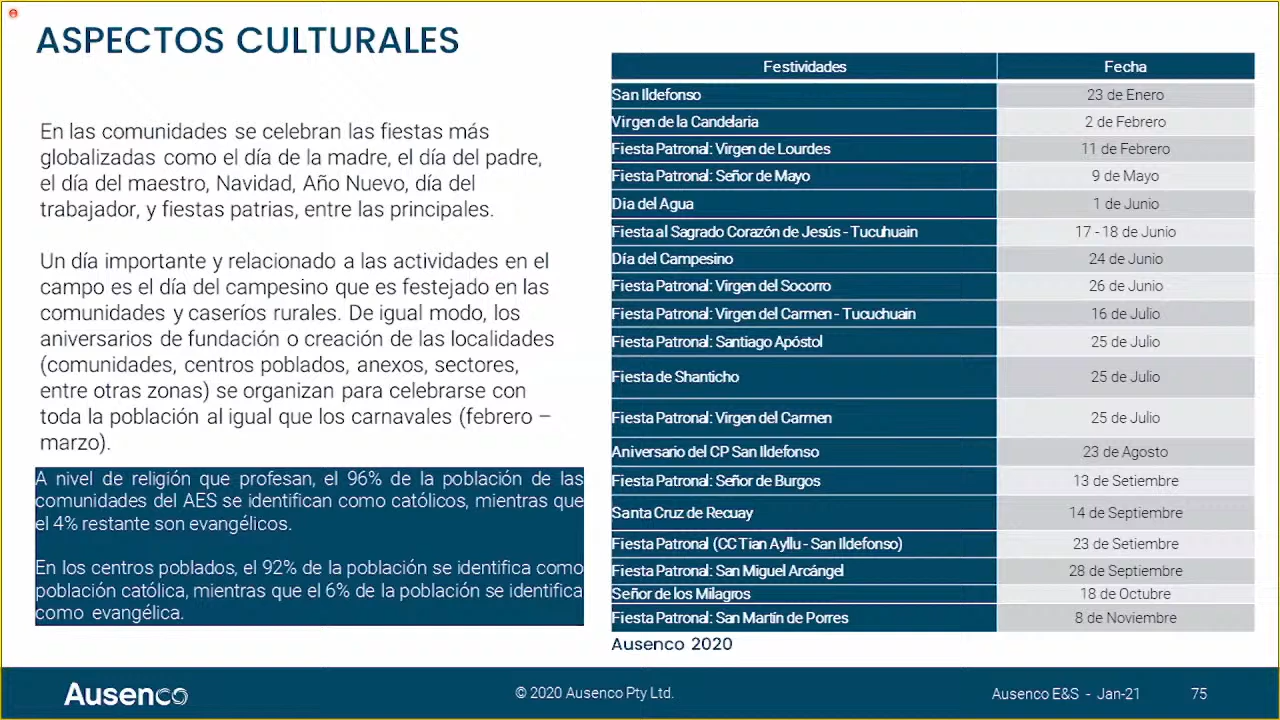 ASPECTOS CULTURALES
En las comunidades se celebran las fiestas más
globalizadas como el día de la madre, el día del padre,
el día del maestro, Navidad, Año Nuevo, día del
trabajador, y fiestas patrias, entre las principales.
Un día importante y relacionado a las actividades en el
campo es el día del campesino que es festejado en las
comunidades y caseríos rurales. De igual modo, los
aniversarios de fundación o creación de las localidades
(comunidades, centros poblados, anexos, sectores,
entre otras zonas) se organizan para celebrarse con
toda la población al igual que los carnavales (febrero –
marzo).
A nivel de religión que profesan, el 96% de la población de las
comunidades del AES se identifican como católicos, mientras que
el 4% restante son evangélicos.
En los centros poblados, el 92% de la población se identifica como
población católica, mientras que el 6% de la población se identifica
como evangélica.
Festividades Fecha
San Ildefonso 23 de Enero
Virgen de la Candelaria 2 de Febrero
Fiesta Patronal: Virgen de Lourdes 11 de Febrero
Fiesta Patronal: Señor de Mayo 9 de Mayo
Dia del Agua 1 de Junio
Fiesta al Sagrado Corazón de Jesús - Tucuhuain 17 - 18 de Junio
Día del Campesino 24 de Junio
Fiesta Patronal: Virgen del Socorro 26 de Junio
Fiesta Patronal: Virgen del Carmen - Tucuchuain 16 de Julio
Fiesta Patronal: Santiago Apóstol 25 de Julio
Fiesta de Shanticho 25 de Julio
Fiesta Patronal: Virgen del Carmen 25 de Julio
Aniversario del CP San Ildefonso 23 de Agosto
Fiesta Patronal: Señor de Burgos 13 de Setiembre
Santa Cruz de Recuay 14 de Septiembre
Fiesta Patronal (CC Tian Ayllu - San Ildefonso) 23 de Setiembre
Fiesta Patronal: San Miguel Arcángel 28 de Septiembre
Señor de los Milagros 18 de Octubre
Fiesta Patronal: San Martín de Porres 8 de Noviembre
Ausenco 2020
Ausenco
© 2020 Ausenco Pty Ltd.
Ausenco E&S - Jan-21 75